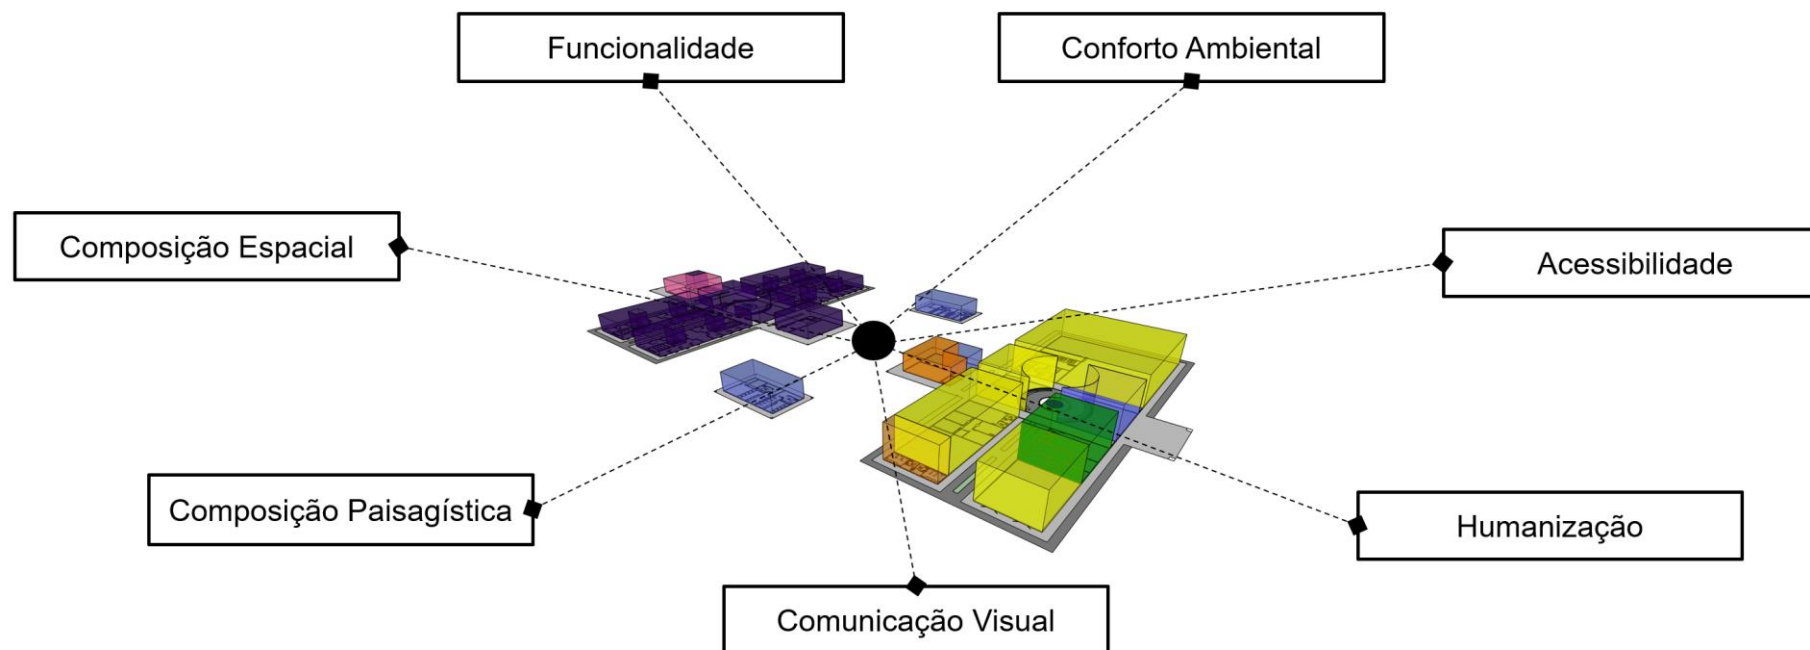 Funcionalidade
Conforto Ambiental
Composição Espacial
Acessibilidade
Composição Paisagística
Humanização
Comunicação Visual